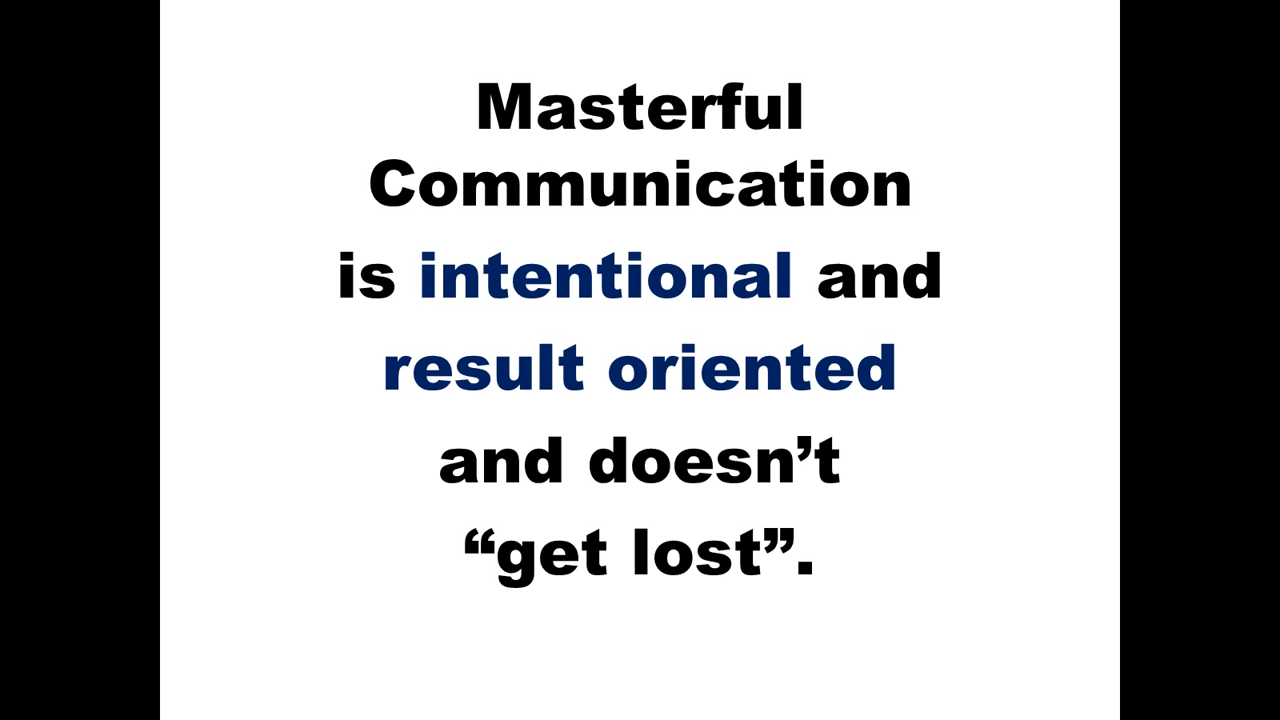 Masterful
Communication
is intentional and
result oriented
and doesn’t
“get lost”.